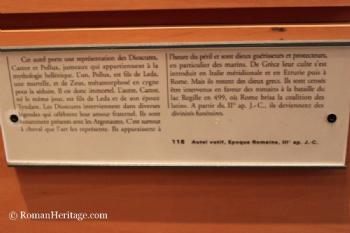 Cet autel porte une représentation des Dioscures,
Castor et Pollux, jumeaux qui appartiennent à la
mythologie hellénique. L'un, Pollux, est fils de Leda,
une mortelle, et de Zeus, métamorphosé en cygne
pour la séduire. Il est donc immortel. L'autre, Castor,
né le même jour, est fils de Leda et de son époux
Tyndare. Les Dioscures interviennent dans diverses
légendes qui célèbrent leur amour fraternel. Ils sont
notamment présents avec les Argonautes. C'est surtout
à cheval que l'art les représente. Ils apparaissent à
l'heure du péril et sont dieux guérisseurs et protecteurs,
en particulier des marins. De Grèce leur culte s'est
introduit en Italie méridionale et en Etrurie puis à
Rome. Mais ils restent des dieux grecs. Ils sont censés
être intervenus en faveur des romains à la bataille du
lac Regille en 499, où Rome brisa la coalition des
latins. A partir du IIº ap. J.-C., ils deviennent des
divinités funéraires.
118 Autel votif, Epoque Romaine, IIIº ap. J.-C.
© RomanHeritage.com